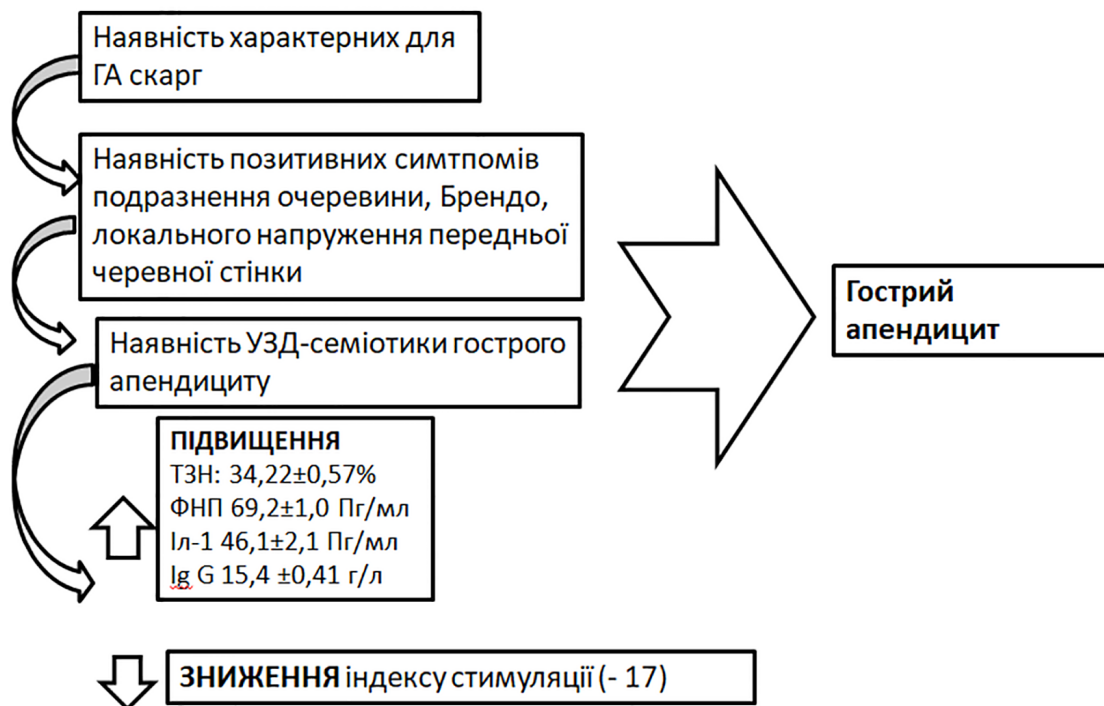 Наявність характерних для
ГА скарг
Наявність позитивних симтпомів
подразнення очеревини, Брендо,
локального напруження передньої
черевної стінки
Наявність УЗД-семіотики гострого
апендициту
ПІДВИЩЕННЯ
ТЗН: 34,22±0,57%
ФНП 69,2±1,0 Пг/мл
Іл-1 46,1±2,1 Пг/мл
Ig G 15,4 ±0,41 г/л
ЗНИЖЕННЯ індексу стимуляції (- 17)
Гострий
апендицит